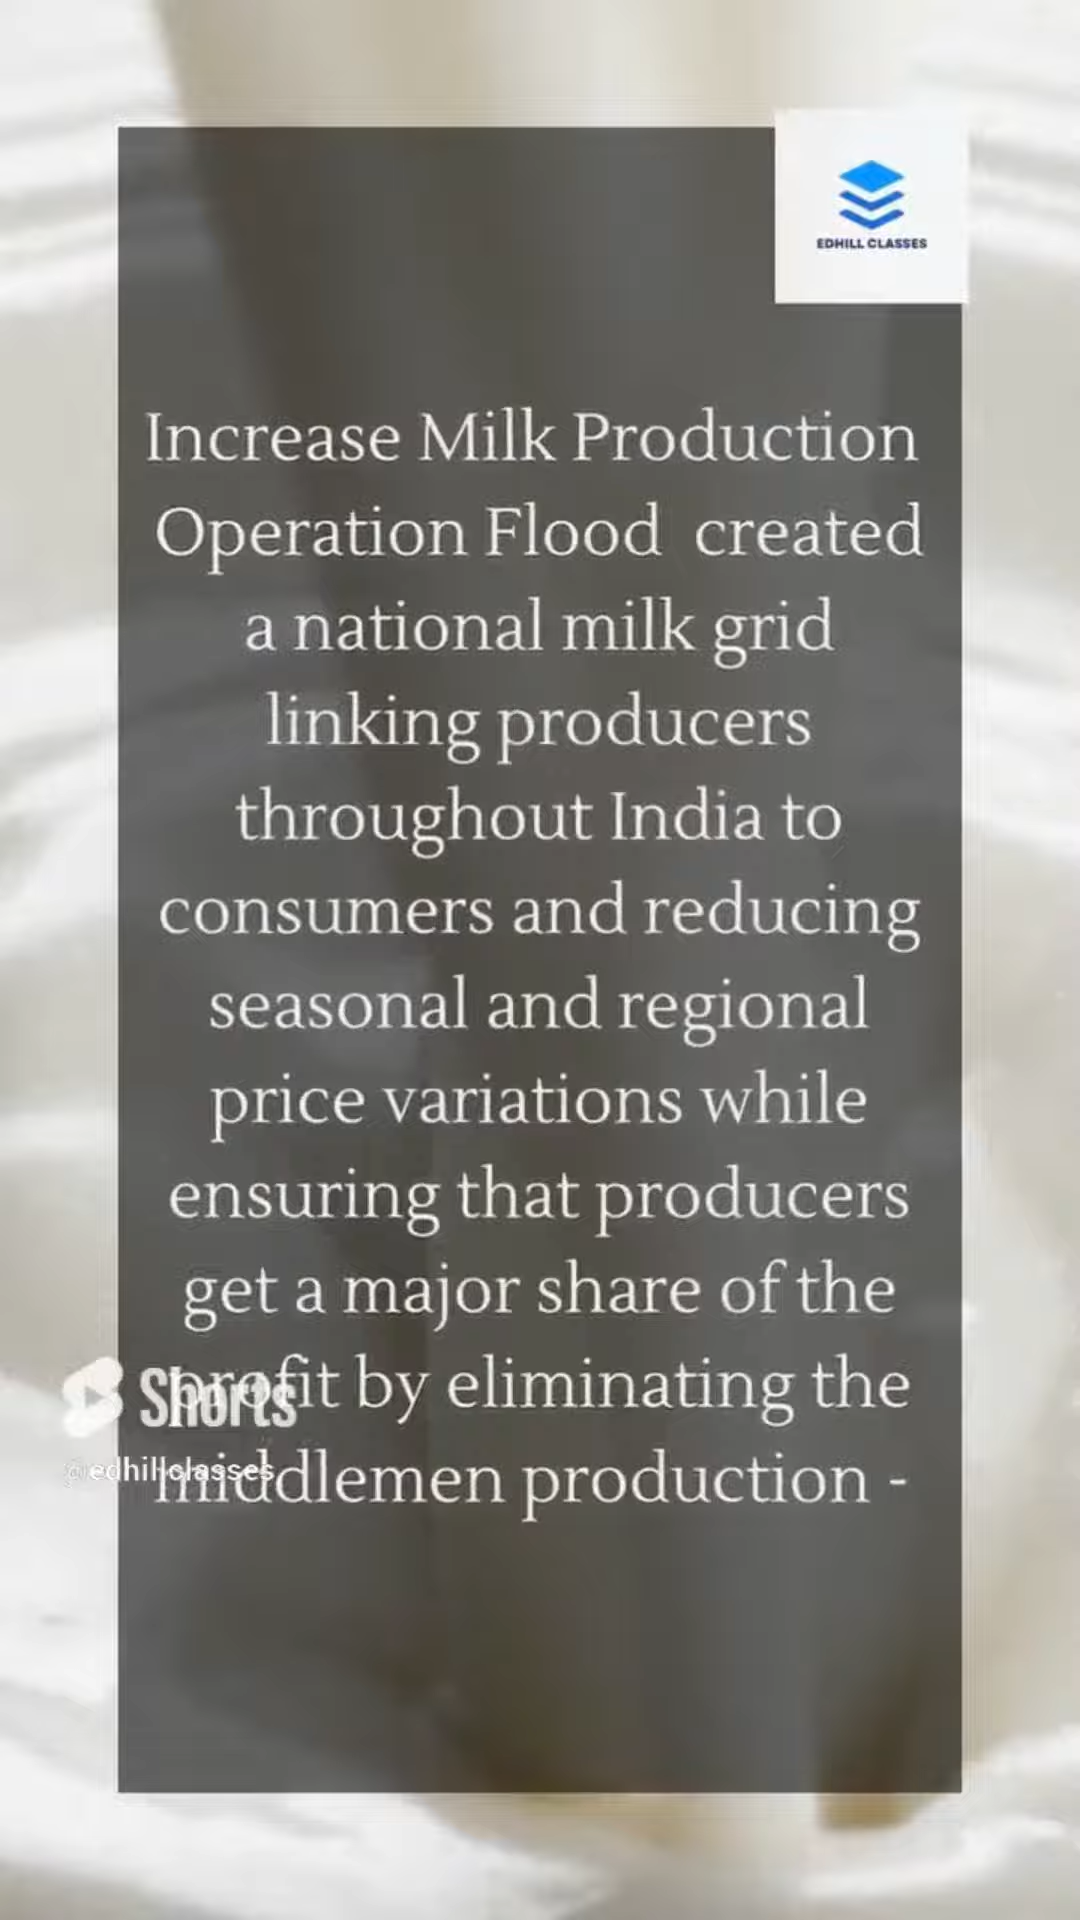 EDHILL CLASSES
Increase Milk Production
Operation Flood created
a national milk grid
linking producers
throughout India to
consumers and reducing
seasonal and regional
price variations while
ensuring that producers
get a major share of the
profit by eliminating the
Shorts
middlemen production -
@edhillclasses